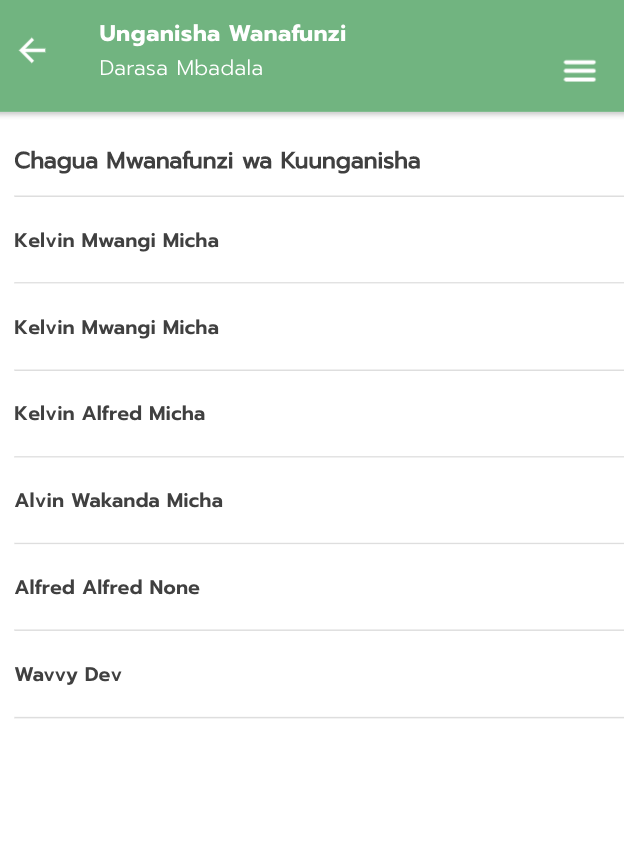 Unganisha Wanafunzi
Darasa Mbadala
Chagua Mwanafunzi wa Kuunganisha
Kelvin Mwangi Micha
Kelvin Mwangi Micha
Kelvin Alfred Micha
Alvin Wakanda Micha
Alfred Alfred None
Wavvy Dev